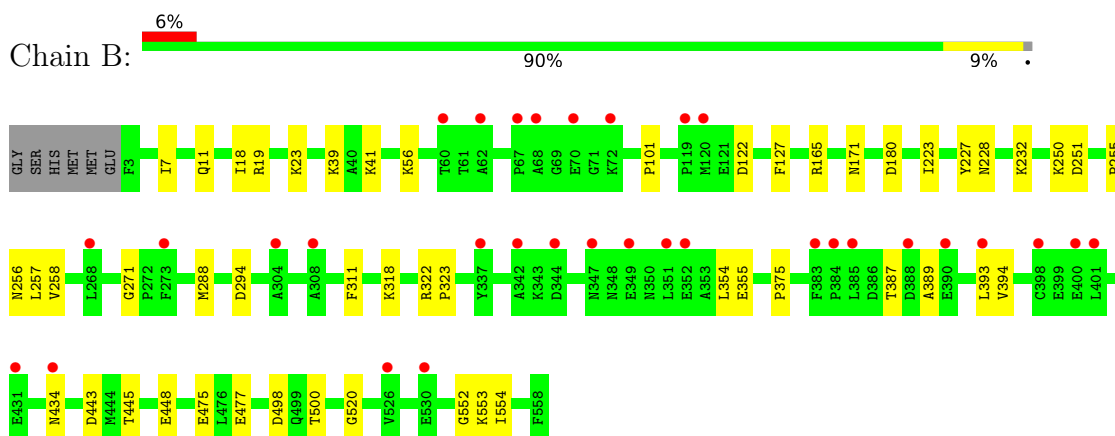 6%
Chain B:
90% 9% •
GLY SER HIS MET MET GLU F3 I7 Q11 I18 R19 K23 K39 A40 K41 K56 T60 T61 A62 P67 A68 G69 E70 G71 K72 P101 P119 M120 E121 D122 F127 R165 N171 D180 I223 Y227 N228 K232 K250 D251 R255
N256 L257 V258 L268 G271 P272 F273 M288 D294 A304 A308 F311 K318 R322 P323 Y337 A342 K343 D344 N347 N348 E349 N350 L351 E352 A353 L354 E355 P375 F383 P384 L385 D386 T387 D388 A389 E390 L393 V394 C398 E399 E400 L401
E431 N434 D443 M444 T445 E448 E475 L476 E477 D498 Q499 T500 G520 V526 E530 G552 K553 I554 F558